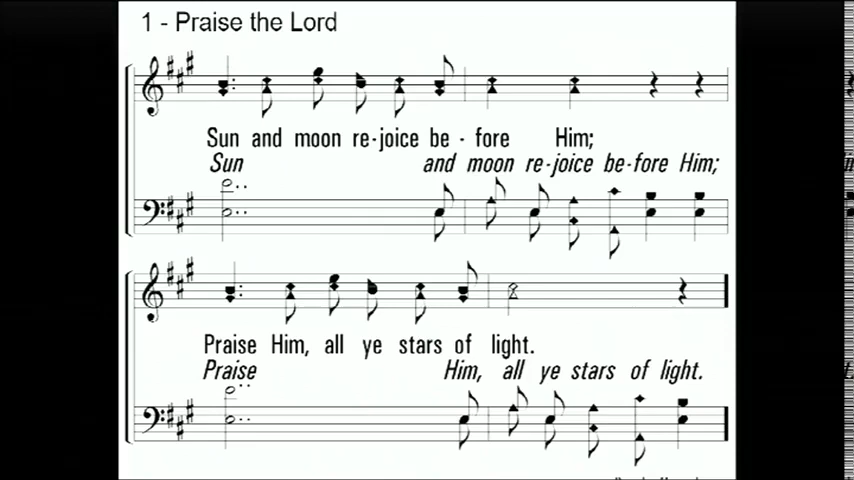 1 - Praise the Lord
Sun and moon re-joice be - fore Him;
Sun and moon re-joice be-fore Him;
Praise Him, all ye stars of light.
Praise Him, all ye stars of light.